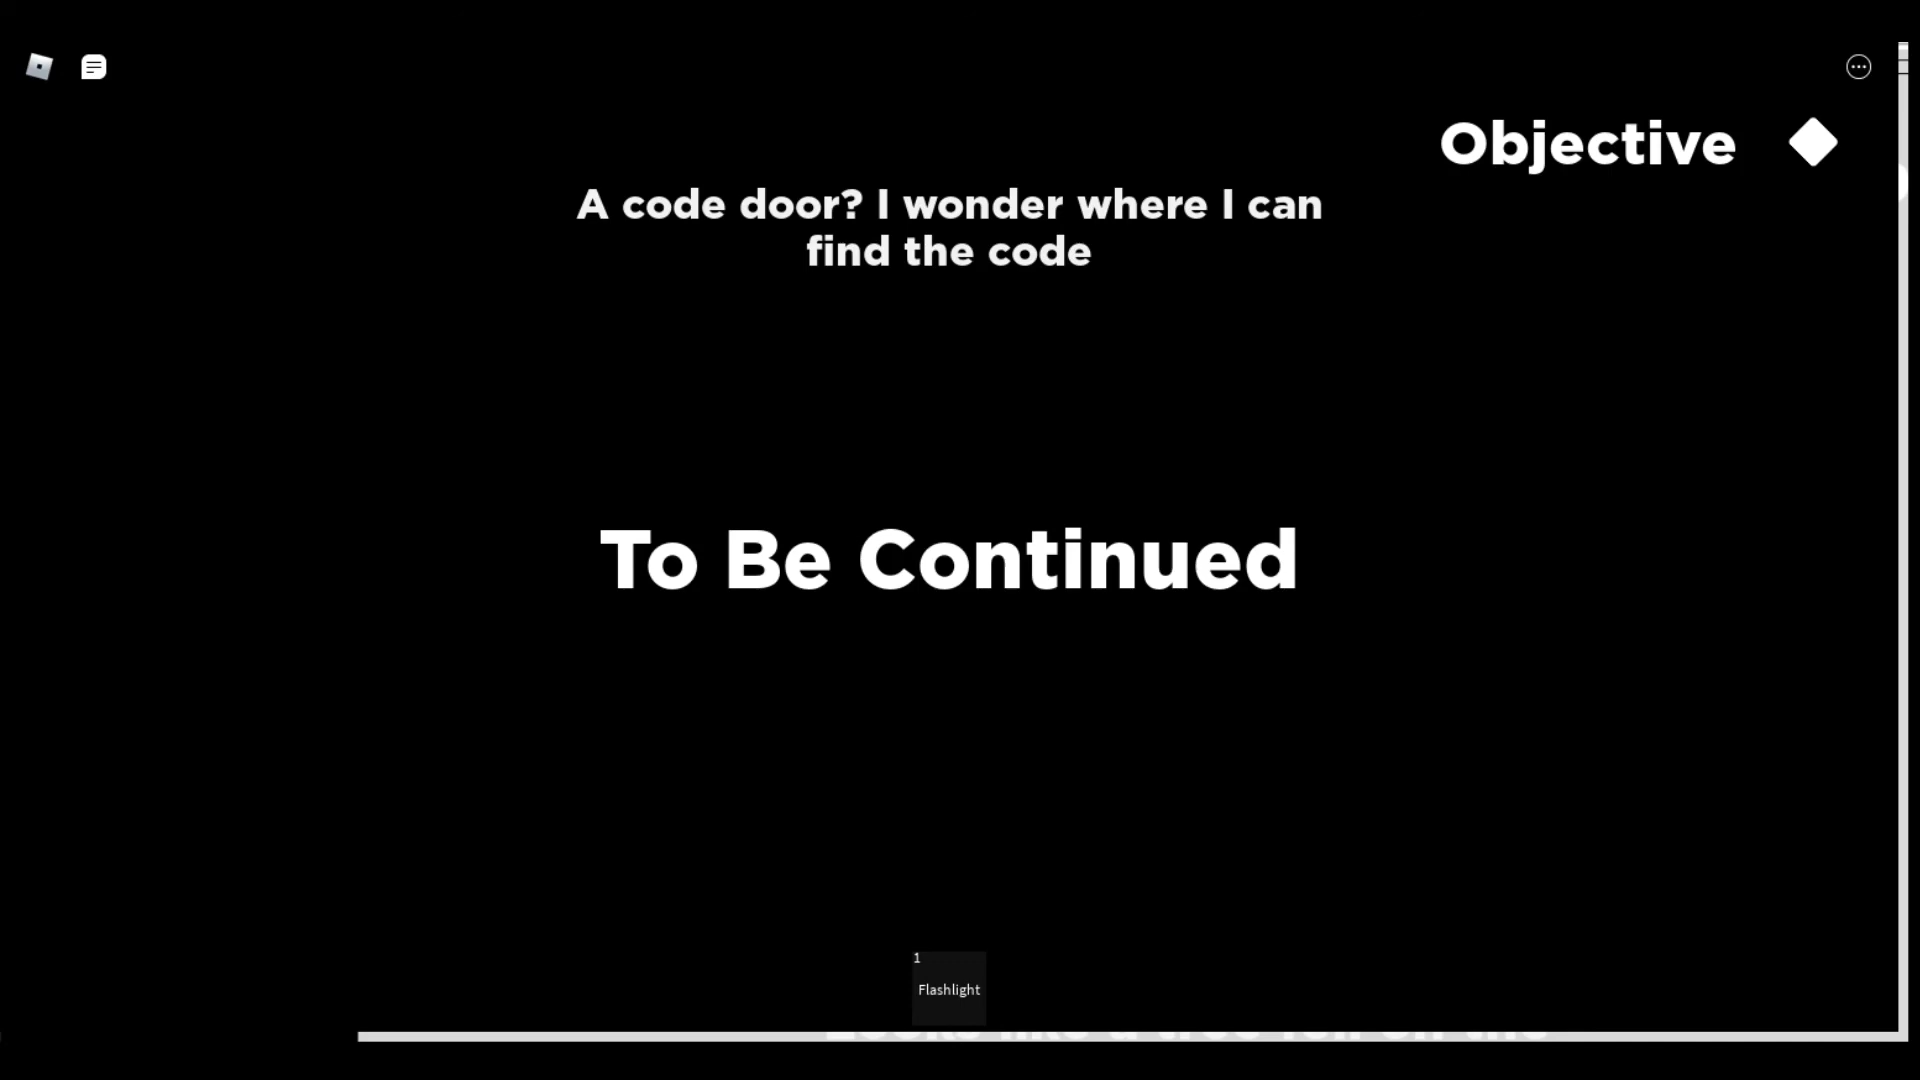 Objective
A code door? I wonder where I can
find the code
To Be Continued
1
Flashlight